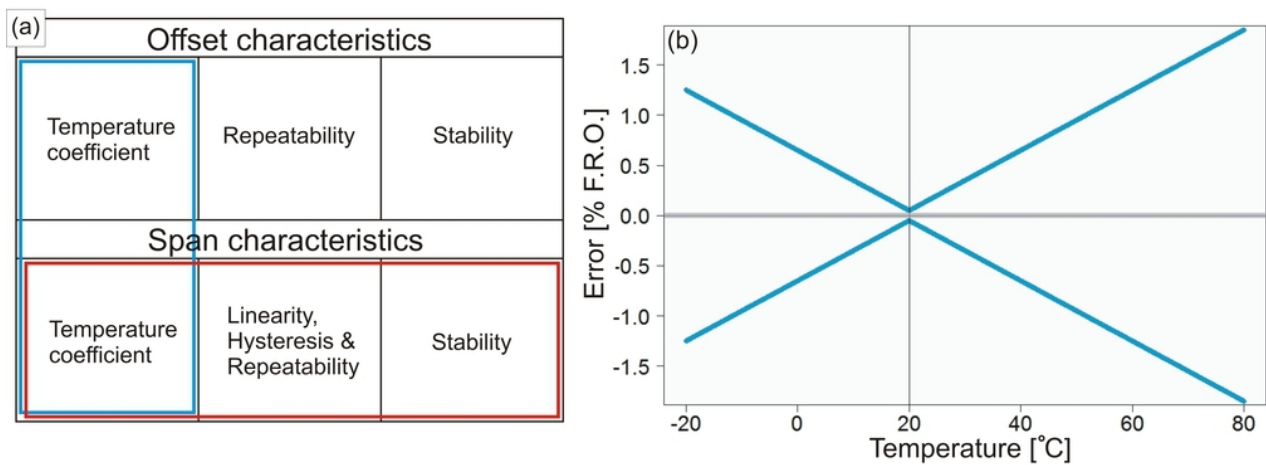 (a)
Offset characteristics
Temperature
coefficient
Repeatability
Stability
Span characteristics
Temperature
coefficient
Linearity,
Hysteresis &
Repeatability
Stability
(b)
Error [% F.R.O.]
1.5
1.0
0.5
0.0
-0.5
-1.0
-1.5
-20
0
20
40
60
80
Temperature [°C]